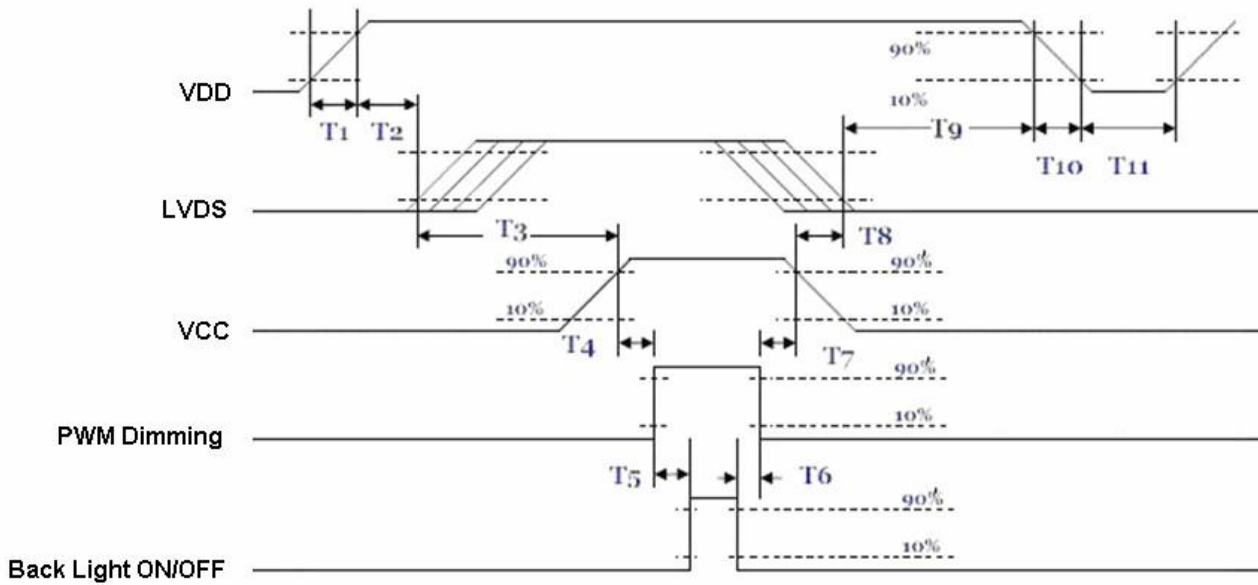 90%
VDD
10%
T1 T2
T9
T10 T11
LVDS
T3
T8
90%
90%
10%
10%
VCC
T4
T7
90%
10%
PWM Dimming
T5
T6
90%
10%
Back Light ON/OFF